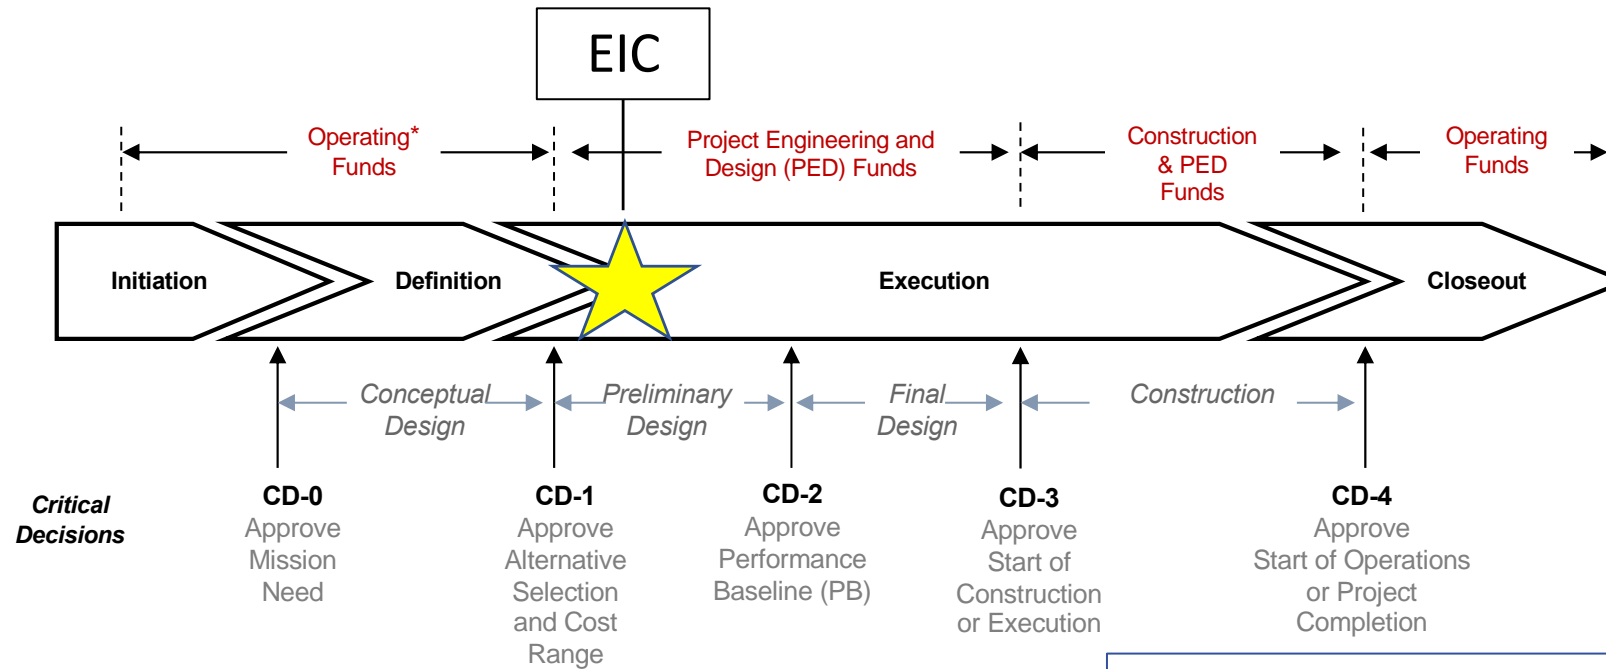 EIC
Operating*
Funds
Project Engineering and
Design (PED) Funds
Construction
& PED
Funds
Operating
Funds
Initiation
Definition
Execution
Closeout
Conceptual
Design
Preliminary
Design
Final
Design
Construction
Critical
Decisions
CD-0
Approve
Mission
Need
CD-1
Approve
Alternative
Selection
and Cost
Range
CD-2
Approve
Performance
Baseline (PB)
CD-3
Approve
Start of
Construction
or Execution
CD-4
Approve
Start of Operations
or Project
Completion